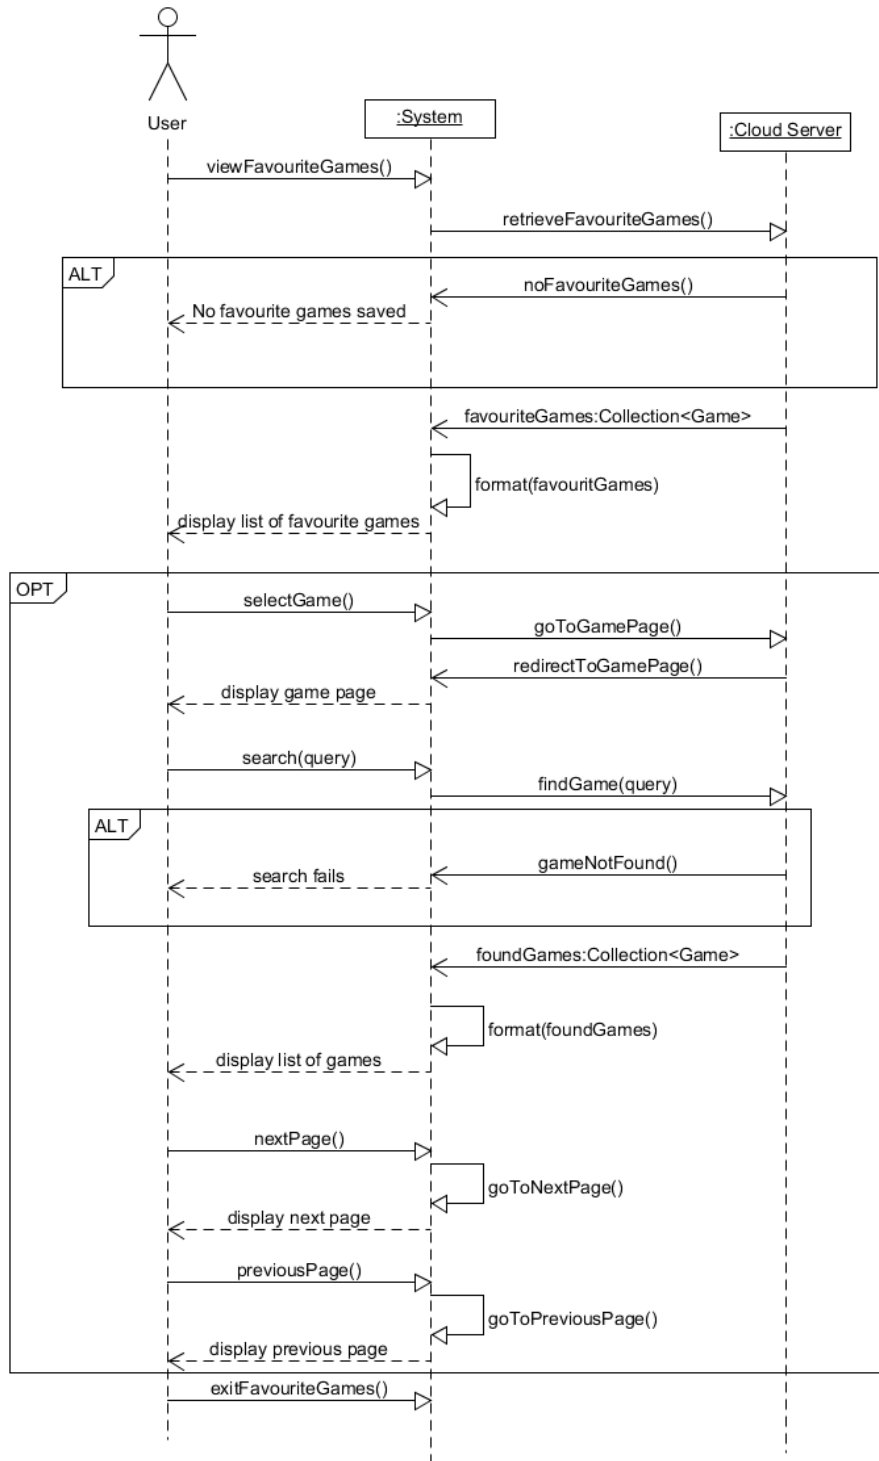 User
:System
:Cloud Server
viewFavouriteGames()
retrieveFavouriteGames()
ALT
noFavouriteGames()
No favourite games saved
favouriteGames:Collection<Game>
format(favouritGames)
display list of favourite games
OPT
selectGame()
goToGamePage()
redirectToGamePage()
display game page
search(query)
findGame(query)
ALT
gameNotFound()
search fails
foundGames:Collection<Game>
format(foundGames)
display list of games
nextPage()
goToNextPage()
display next page
previousPage()
goToPreviousPage()
display previous page
exitFavouriteGames()